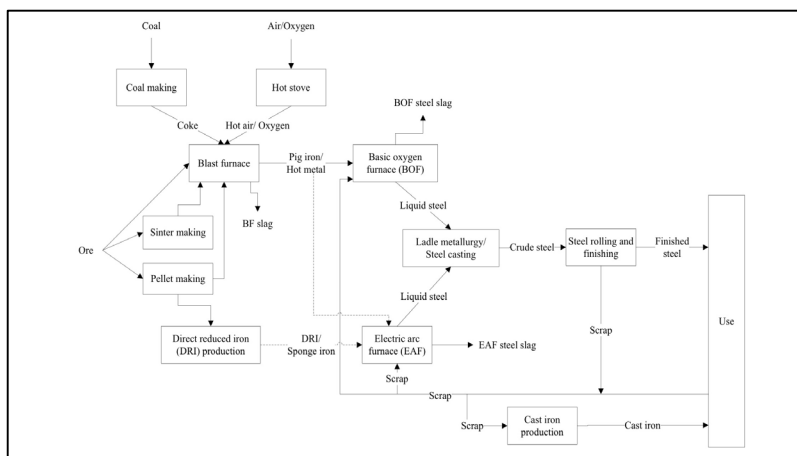 Coal
Air/Oxygen
Coal making
Hot stove
BOF steel slag
Coke
Hot air/ Oxygen
Blast furnace
Pig iron/
Hot metal
Basic oxygen
furnace (BOF)
BF slag
Liquid steel
Sinter making
Ore
Pellet making
Ladle metallurgy/
Steel casting
Crude steel
Steel rolling and
finishing
Finished
steel
Liquid steel
Use
Direct reduced iron
(DRI) production
DRI/
Sponge iron
Electric arc
furnace (EAF)
EAF steel slag
Scrap
Scrap
Scrap
Scrap
Cast iron
production
Cast iron